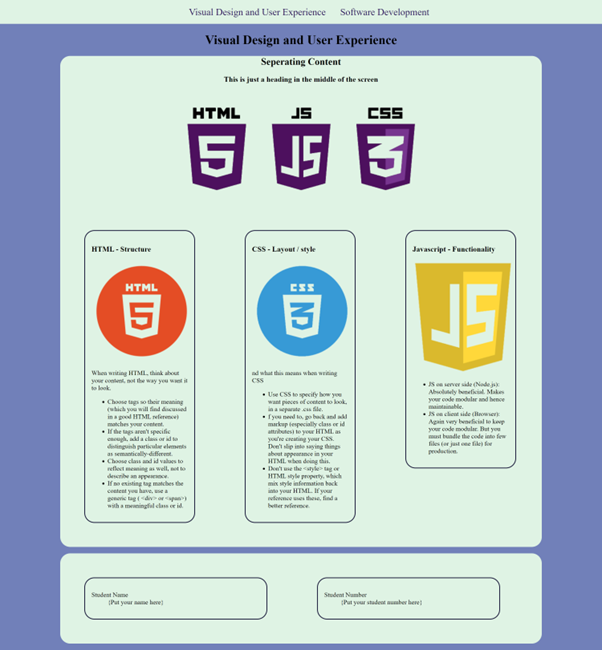 Visual Design and User Experience Software Development
Visual Design and User Experience
Seperating Content
This is just a heading in the middle of the screen
HTML JS CSS
5 JS 3
HTML - Structure
HTML
5
When writing HTML, think about
your content, not the way you want it
to look.
Choose tags so their meaning
(which you will find discussed
in a good HTML reference)
matches your content.
If the tags aren't specific
enough, add a class or id to
distinguish particular elements
as semantically-different.
Choose class and id values to
reflect meaning as well, not to
describe an appearance.
If no existing tag matches the
content you have, use a
generic tag ( <div> or <span>)
with a meaningful class or id.
CSS - Layout / style
CSS
3
nd what this means when writing
CSS
Use CSS to specify how you
want pieces of content to look,
in a separate .css file.
f you need to, go back and add
markup (especially class or id
attributes) to your HTML as
you're creating your CSS.
Don't slip into saying things
about appearance in your
HTML when doing this.
Don't use the <style> tag or
HTML style property, which
mix style information back
into your HTML. If your
reference uses these, find a
better reference.
Javascript - Functionality
JS
JS on server side (Node.js):
Absolutely beneficial. Makes
your code modular and hence
maintainable.
JS on client side (Browser):
Again very beneficial to keep
your code modular. But you
must bundle the code into few
files (or just one file) for
production.
Student Name
{Put your name here}
Student Number
{Put your student number here}